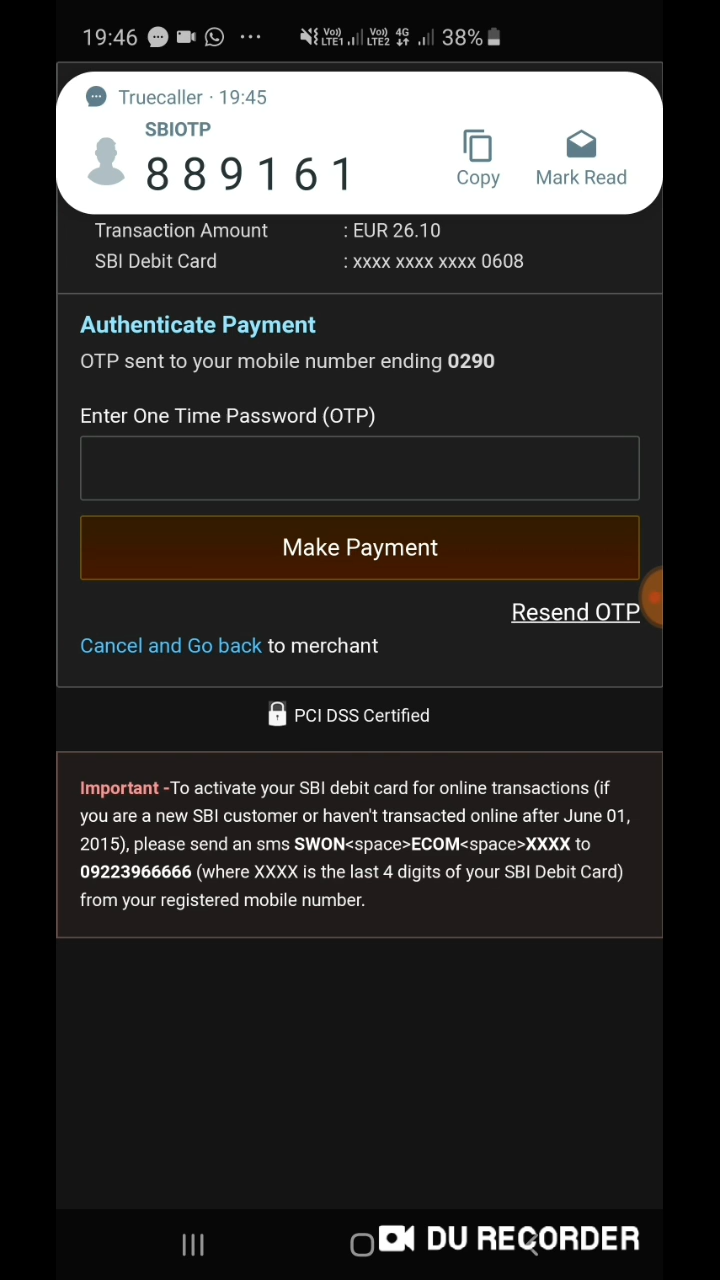 19:46 ... Vo)) LTE1 Vo)) LTE2 4G 38%
Truecaller · 19:45
SBIOTP
889161
Copy
Mark Read
Transaction Amount : EUR 26.10
SBI Debit Card : xxxx xxxx xxxx 0608
Authenticate Payment
OTP sent to your mobile number ending 0290
Enter One Time Password (OTP)
Make Payment
Resend OTP
Cancel and Go back to merchant
PCI DSS Certified
Important -To activate your SBI debit card for online transactions (if
you are a new SBI customer or haven't transacted online after June 01,
2015), please send an sms SWON<space>ECOM<space>XXXX to
09223966666 (where XXXX is the last 4 digits of your SBI Debit Card)
from your registered mobile number.
DU RECORDER